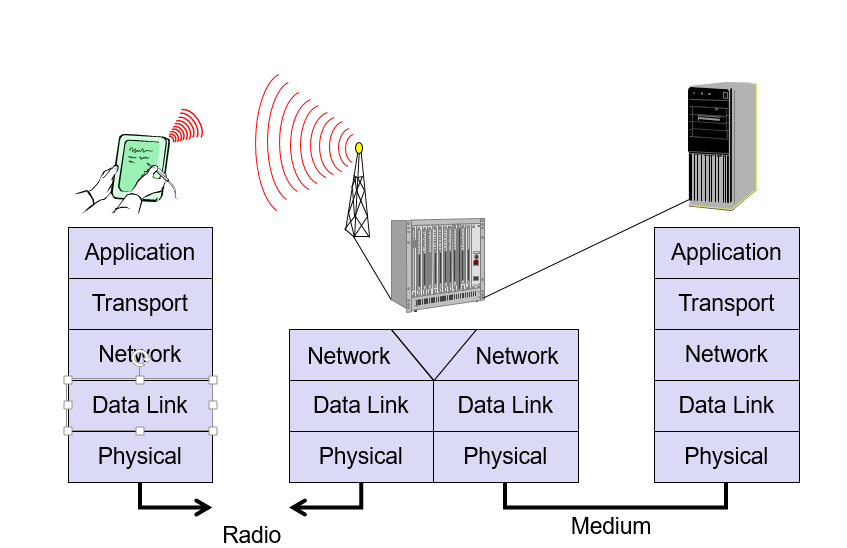 Application
Transport
Network
Data Link
Physical
Network
Network
Data Link
Data Link
Physical
Physical
Application
Transport
Network
Data Link
Physical
Radio
Medium